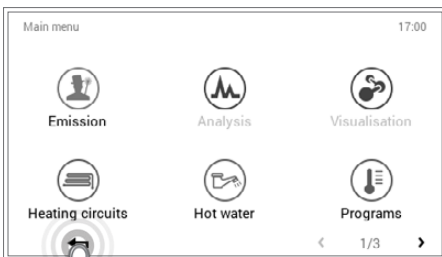 Main menu 17:00
Emission Analysis Visualisation
Heating circuits Hot water Programs
< 1/3 >